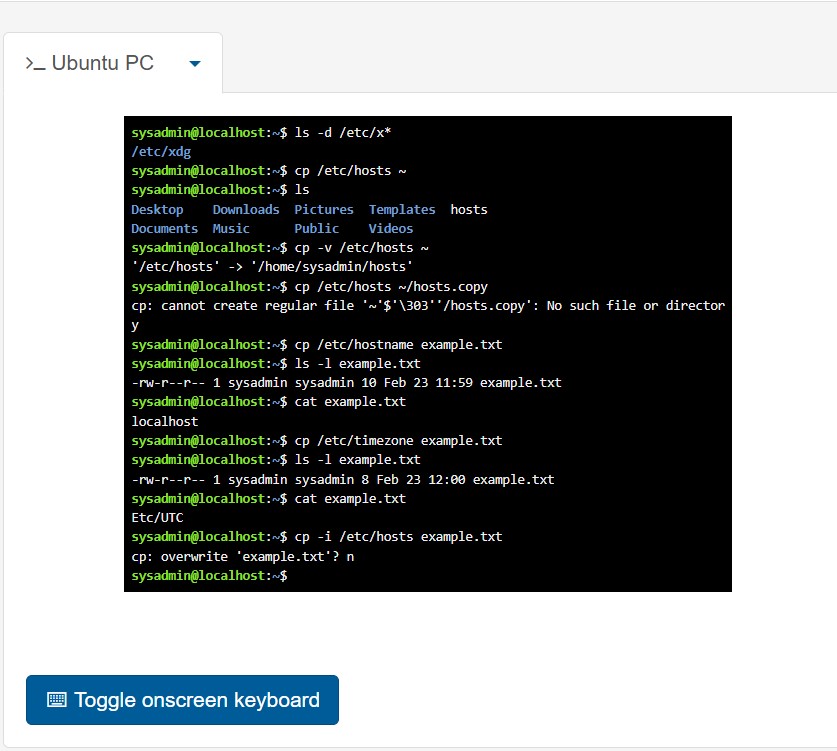 >_ Ubuntu PC
sysadmin@localhost:~$ ls -d /etc/x*
/etc/xdg
sysadmin@localhost:~$ cp /etc/hosts ~
sysadmin@localhost:~$ ls
Desktop    Downloads  Pictures  Templates  hosts
Documents  Music      Public    Videos
sysadmin@localhost:~$ cp -v /etc/hosts ~
'/etc/hosts' -> '/home/sysadmin/hosts'
sysadmin@localhost:~$ cp /etc/hosts ~/hosts.copy
cp: cannot create regular file '~'$'\303''/hosts.copy': No such file or director
y
sysadmin@localhost:~$ cp /etc/hostname example.txt
sysadmin@localhost:~$ ls -l example.txt
-rw-r--r-- 1 sysadmin sysadmin 10 Feb 23 11:59 example.txt
sysadmin@localhost:~$ cat example.txt
localhost
sysadmin@localhost:~$ cp /etc/timezone example.txt
sysadmin@localhost:~$ ls -l example.txt
-rw-r--r-- 1 sysadmin sysadmin 8 Feb 23 12:00 example.txt
sysadmin@localhost:~$ cat example.txt
Etc/UTC
sysadmin@localhost:~$ cp -i /etc/hosts example.txt
cp: overwrite 'example.txt'? n
sysadmin@localhost:~$
Toggle onscreen keyboard